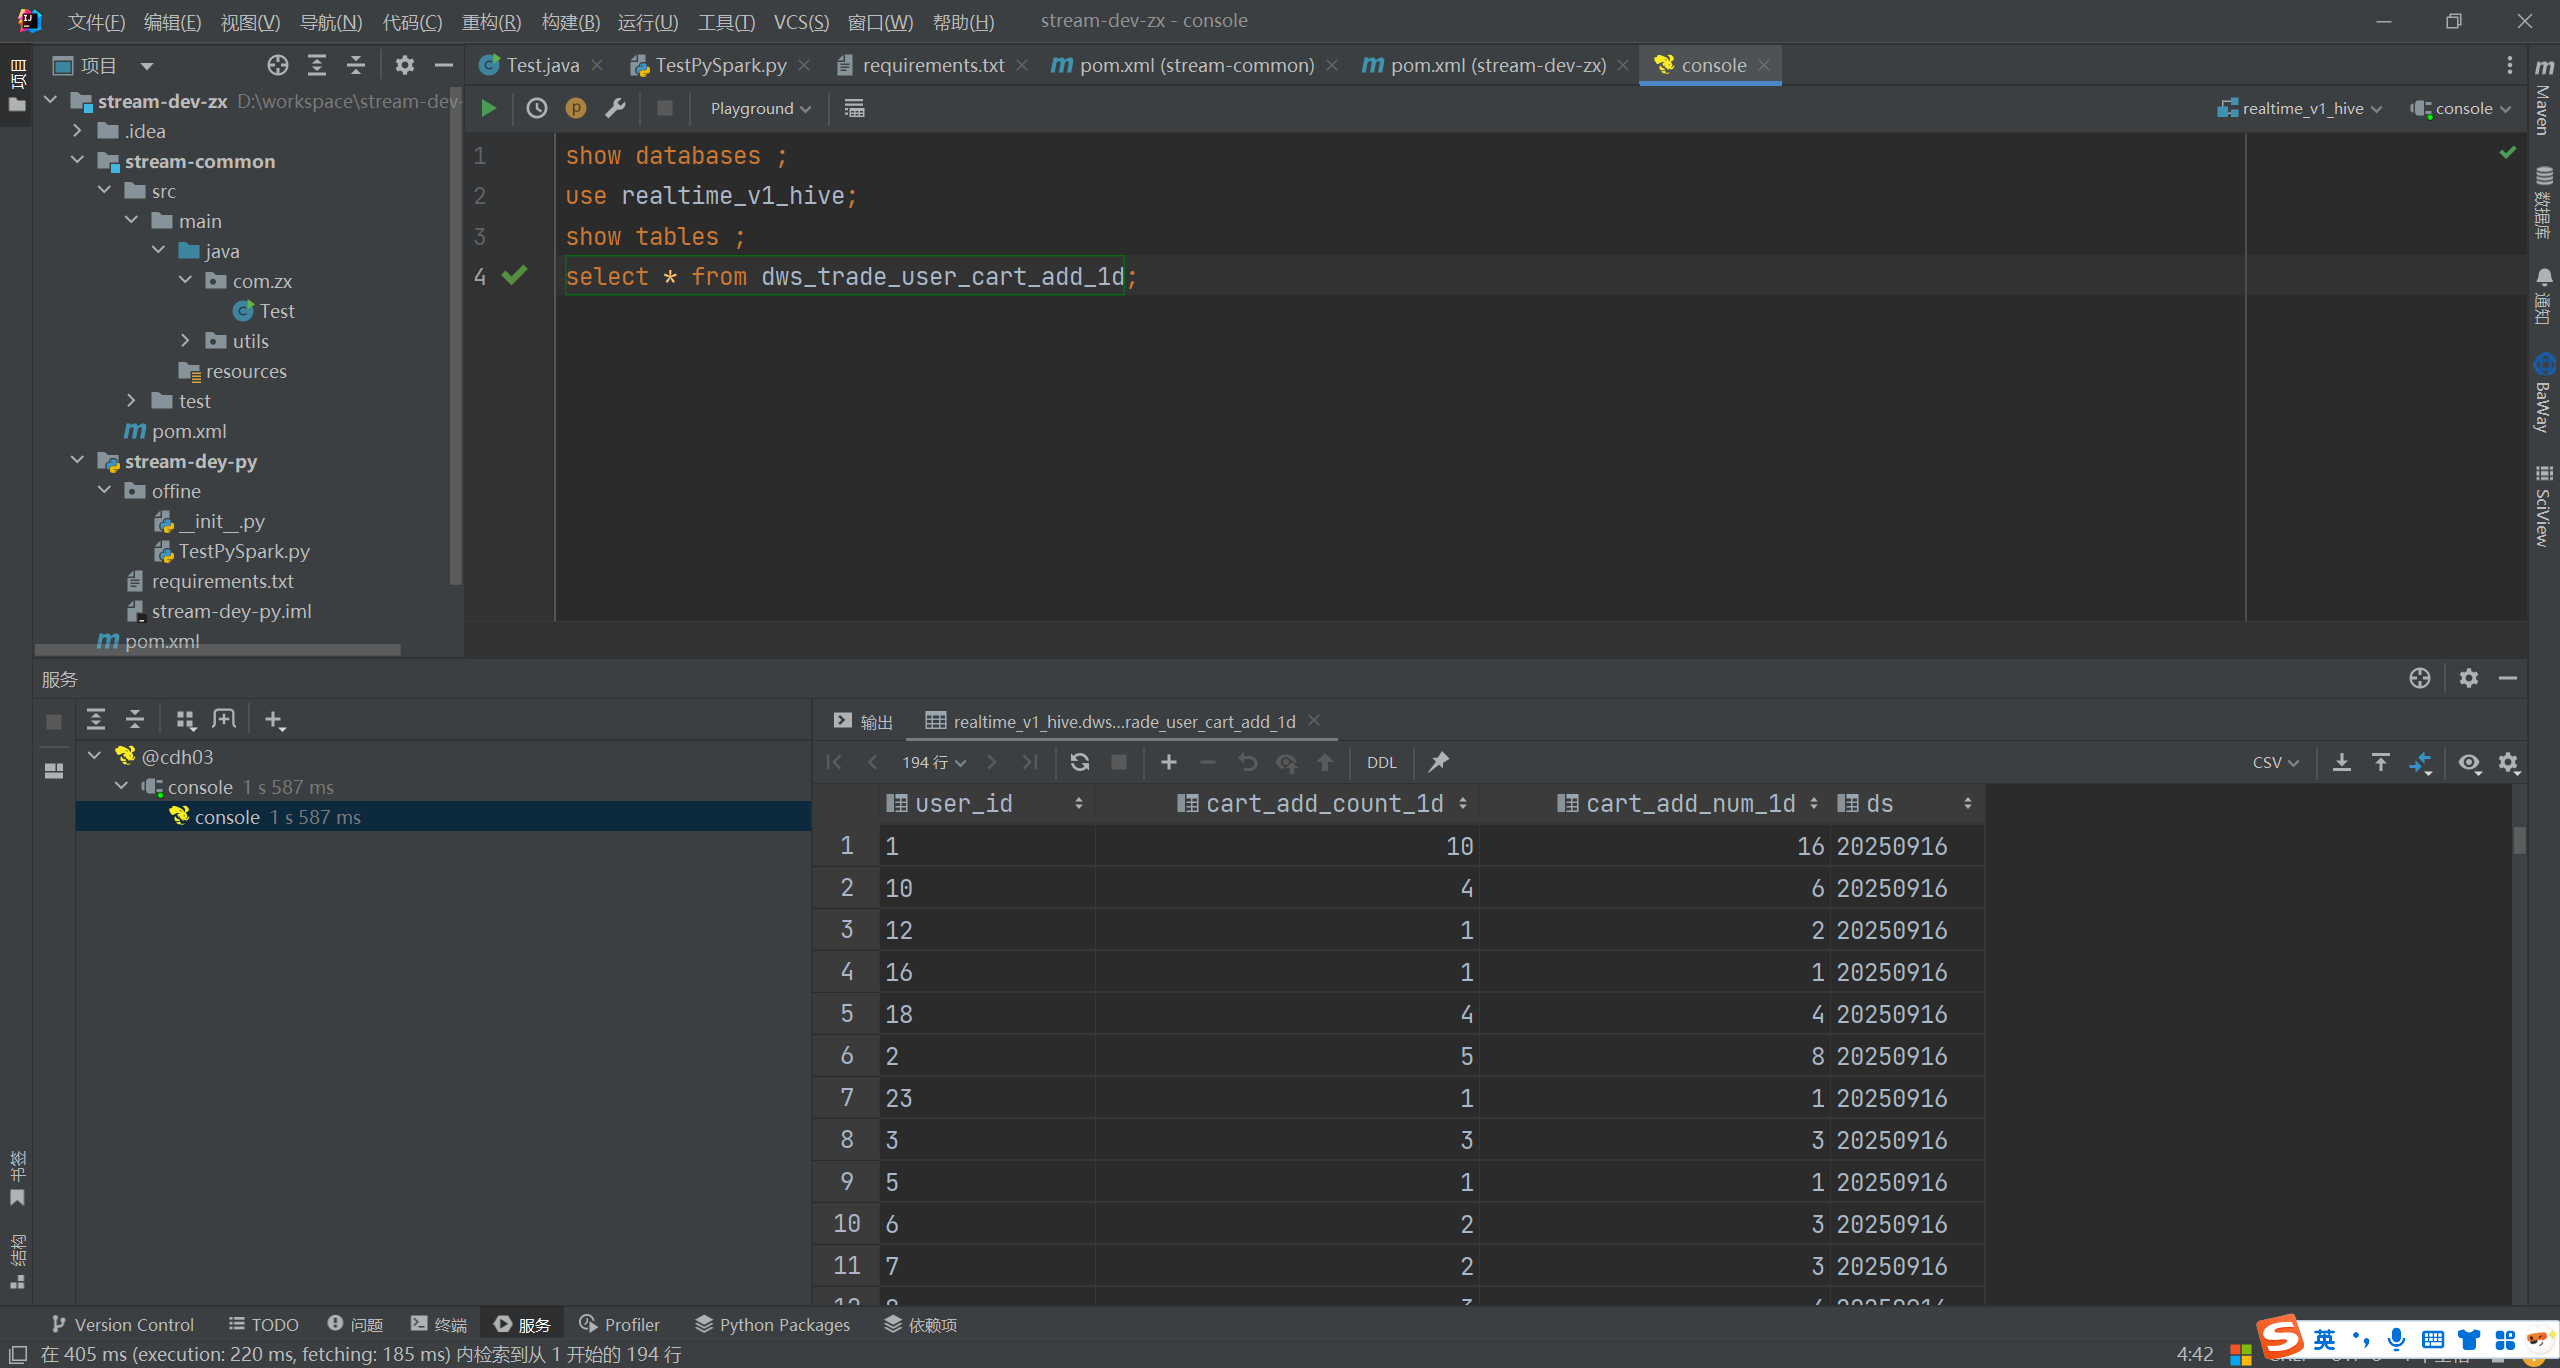 文件(F) 编辑(E) 视图(V) 导航(N) 代码(C) 重构(R) 构建(B) 运行(U) 工具(T) VCS(S) 窗口(W) 帮助(H) stream-dev-zx - console
项目
Test.java TestPySpark.py requirements.txt pom.xml (stream-common) pom.xml (stream-dev-zx) console
Playground realtime_v1_hive console
stream-dev-zx D:\workspace\stream-dev-
.idea
stream-common
src
main
java
com.zx
Test
utils
resources
test
pom.xml
stream-dey-py
offine
__init__.py
TestPySpark.py
requirements.txt
stream-dey-py.iml
pom.xml
1 show databases ;
2 use realtime_v1_hive;
3 show tables ;
4 select * from dws_trade_user_cart_add_1d;
项目
书签
结构
Maven
数据库
通知
BaWay
SciView
服务
@cdh03
console 1 s 587 ms
console 1 s 587 ms
输出 realtime_v1_hive.dws...rade_user_cart_add_1d
194 行 DDL CSV
user_id cart_add_count_1d cart_add_num_1d ds
1 1 10 16 20250916
2 10 4 6 20250916
3 12 1 2 20250916
4 16 1 1 20250916
5 18 4 4 20250916
6 2 5 8 20250916
7 23 1 1 20250916
8 3 3 3 20250916
9 5 1 1 20250916
10 6 2 3 20250916
11 7 2 3 20250916
Version Control TODO 问题 终端 服务 Profiler Python Packages 依赖项
在 405 ms (execution: 220 ms, fetching: 185 ms) 内检索到从 1 开始的 194 行
4:42
英